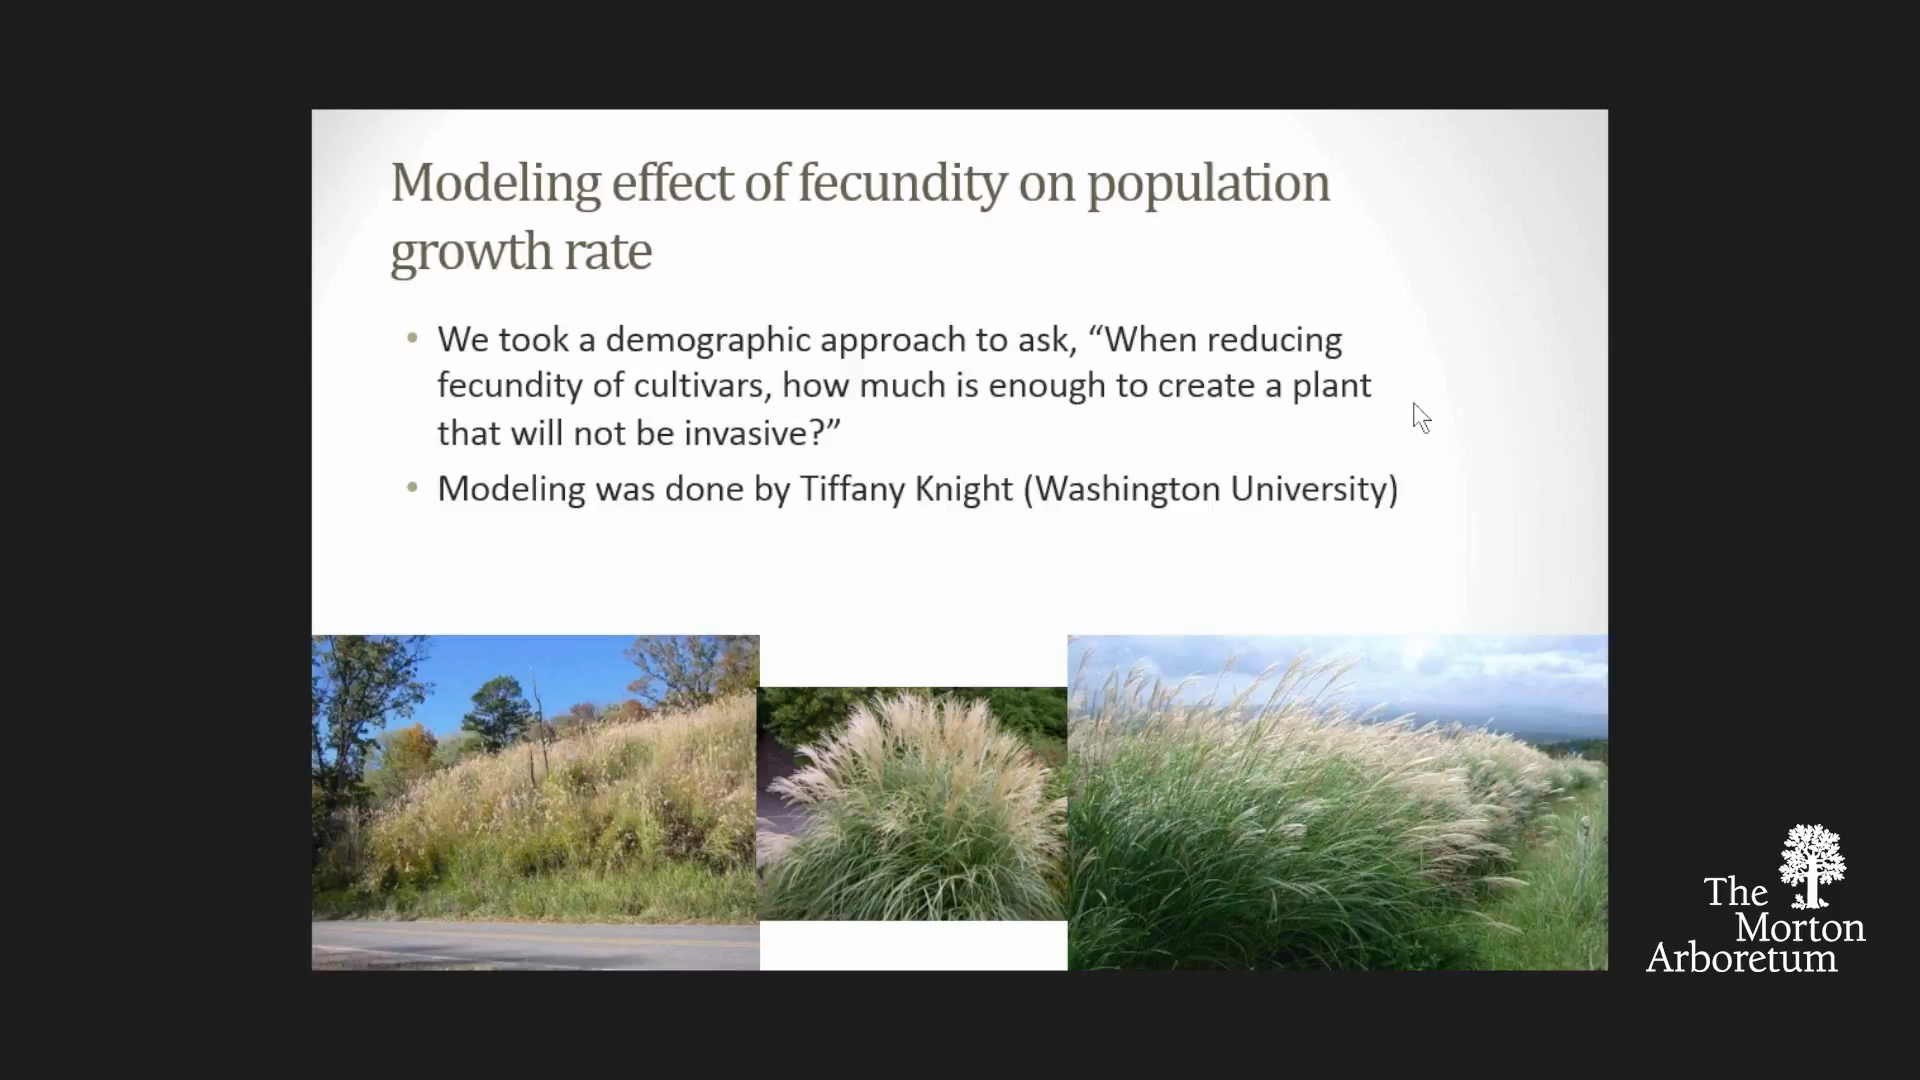 Modeling effect of fecundity on population
growth rate
• We took a demographic approach to ask, “When reducing
fecundity of cultivars, how much is enough to create a plant
that will not be invasive?”
• Modeling was done by Tiffany Knight (Washington University)
The
Morton
Arboretum